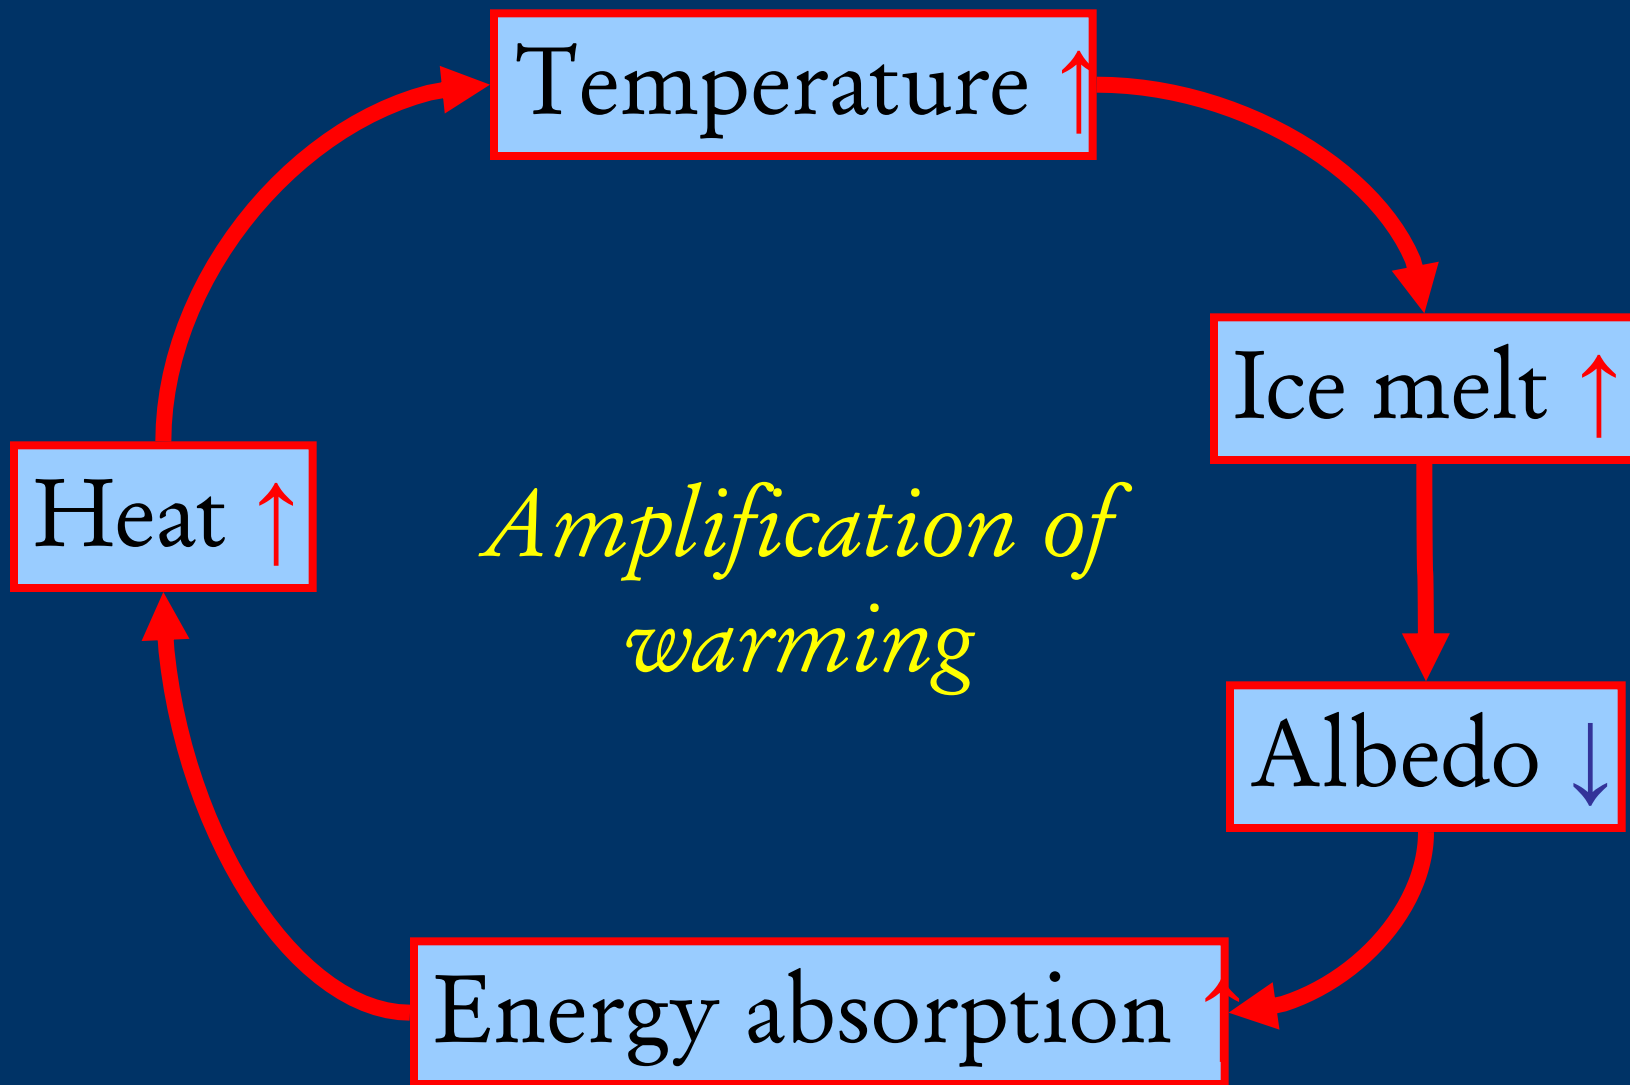 Temperature ↑
Ice melt ↑
Heat ↑
Amplification of
warming
Albedo ↓
Energy absorption ↑